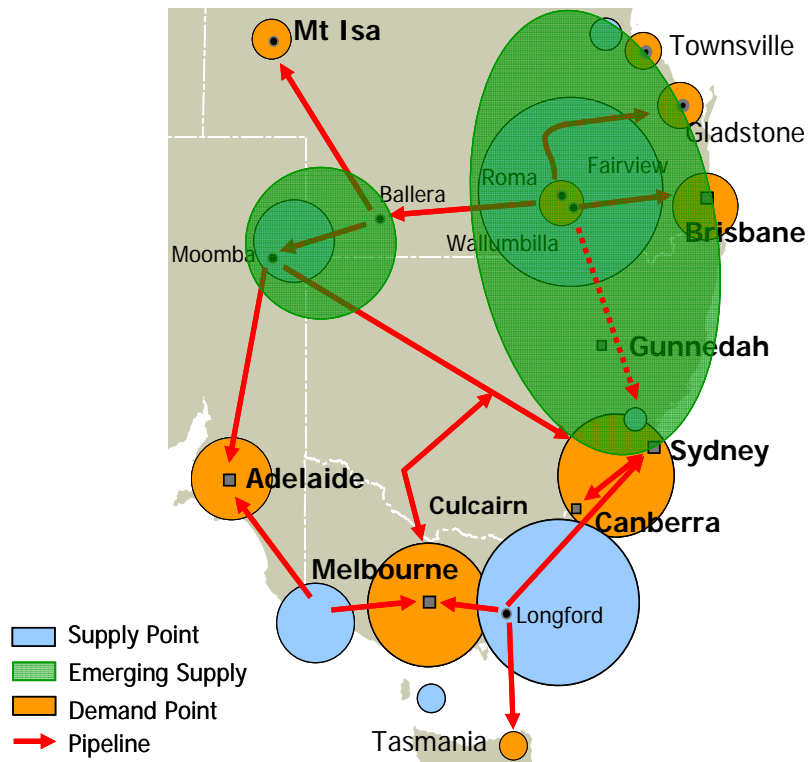 Mt Isa
Townsville
Gladstone
Fairview
Roma
Ballera
Brisbane
Wallumbilla
Moomba
Gunnedah
Sydney
Adelaide
Culcairn
Canberra
Melbourne
Longford
Supply Point
Emerging Supply
Demand Point
Tasmania
Pipeline